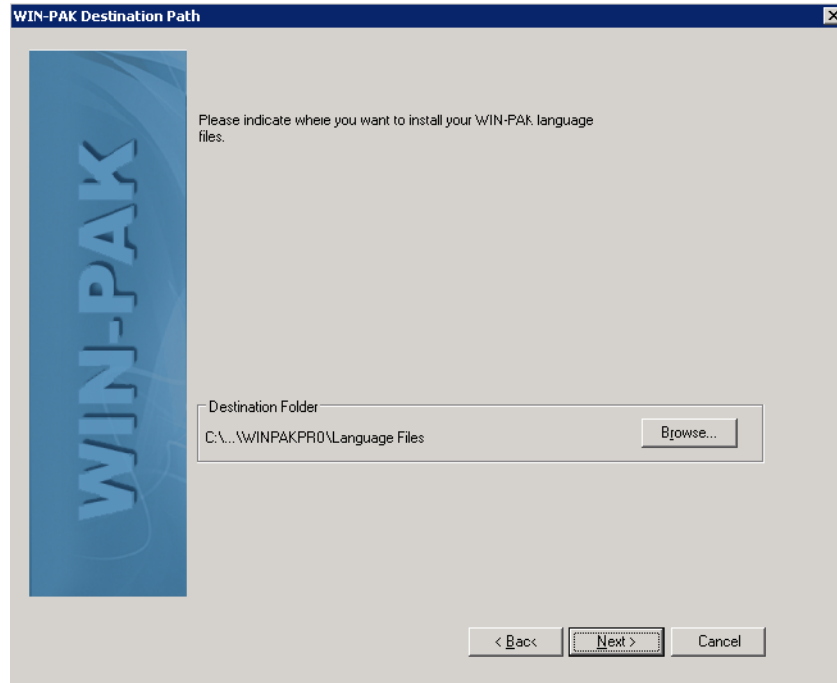 WIN-PAK Destination Path
WIN-PAK
Please indicate where you want to install your WIN-PAK language
files.
Destination Folder
C:\...\WINPAKPRO\Language Files
Browse...
< Back
Next >
Cancel